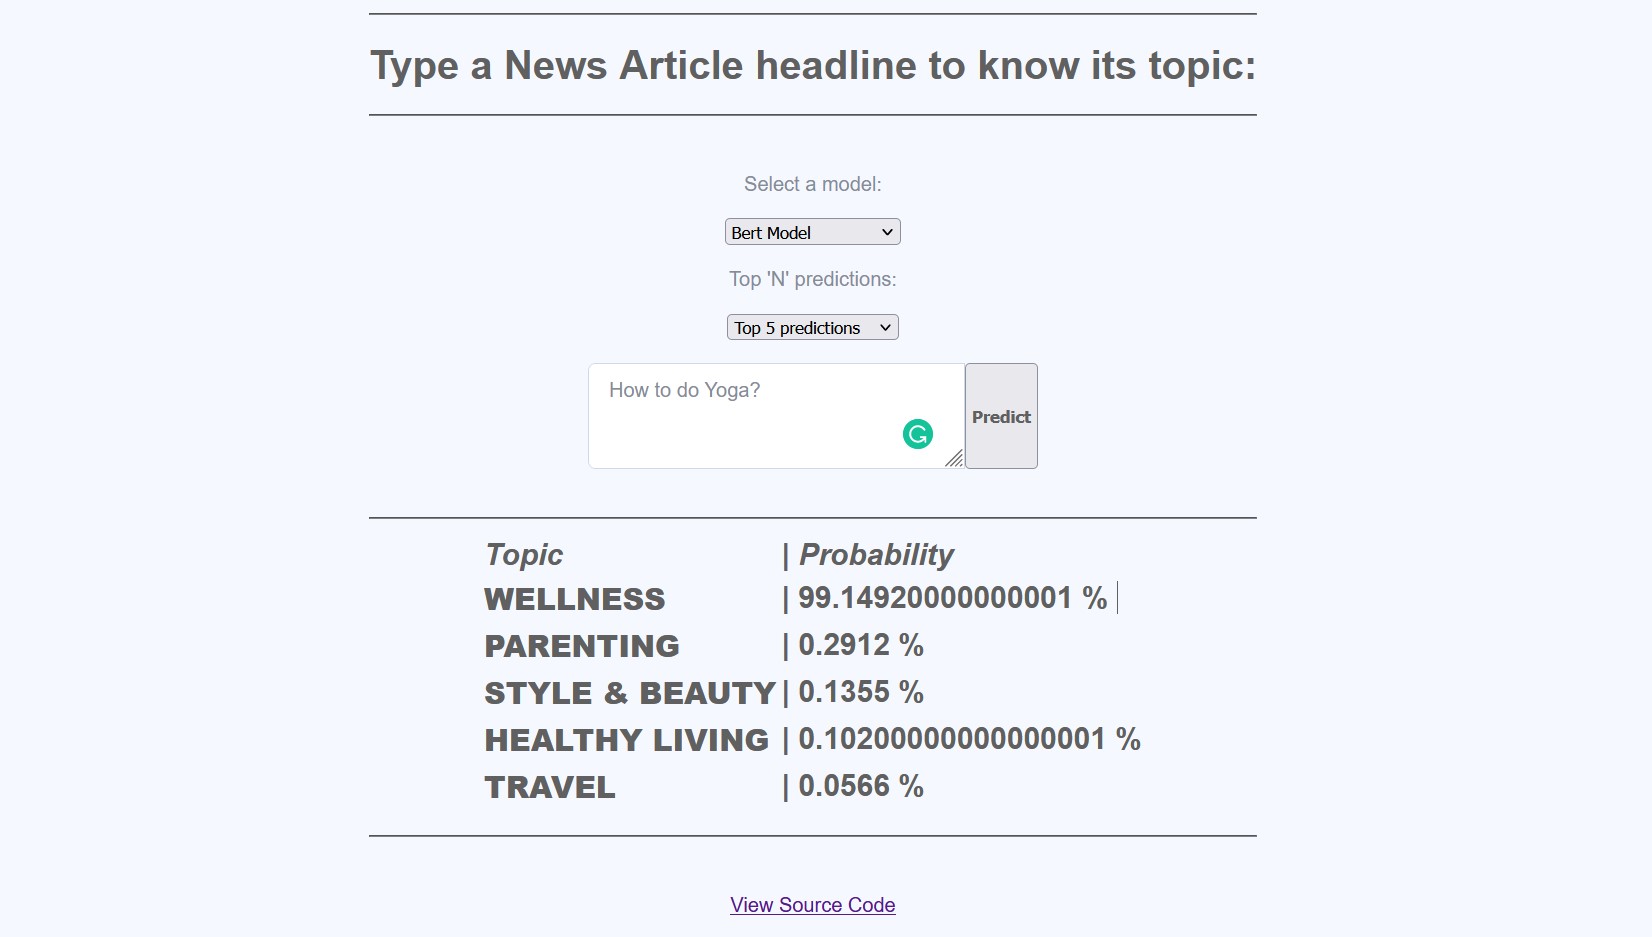 Type a News Article headline to know its topic:
Select a model:
Bert Model
Top 'N' predictions:
Top 5 predictions
How to do Yoga?
Predict
Topic | Probability
WELLNESS | 99.14920000000001 %
PARENTING | 0.2912 %
STYLE & BEAUTY | 0.1355 %
HEALTHY LIVING | 0.10200000000000001 %
TRAVEL | 0.0566 %
View Source Code